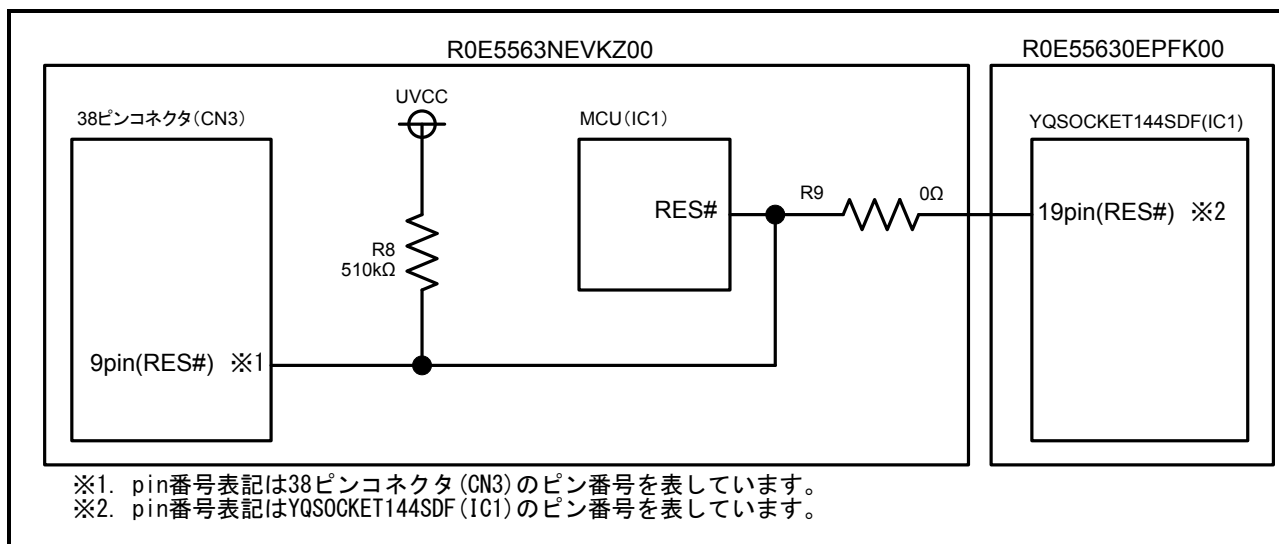 R0E5563NEVKZ00
R0E55630EPFK00
38ピンコネクタ(CN3)
UVCC
MCU(IC1)
YQSOCKET144SDF(IC1)
RES#
R9
0Ω
19pin(RES#) ※2
R8
510kΩ
9pin(RES#) ※1
※1. pin番号表記は38ピンコネクタ(CN3)のピン番号を表しています。
※2. pin番号表記はYQSOCKET144SDF(IC1)のピン番号を表しています。